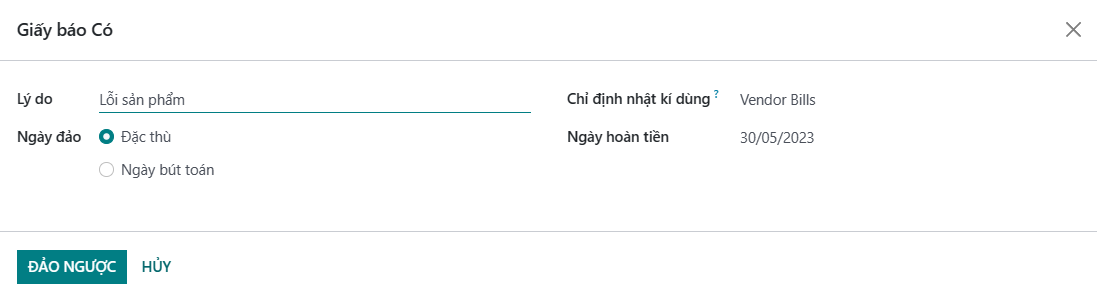 Giấy báo Có
Lý do Lỗi sản phẩm
Chỉ định nhật kí dùng ? Vendor Bills
Ngày đảo Đặc thù
Ngày hoàn tiền 30/05/2023
Ngày bút toán
ĐẢO NGƯỢC HỦY